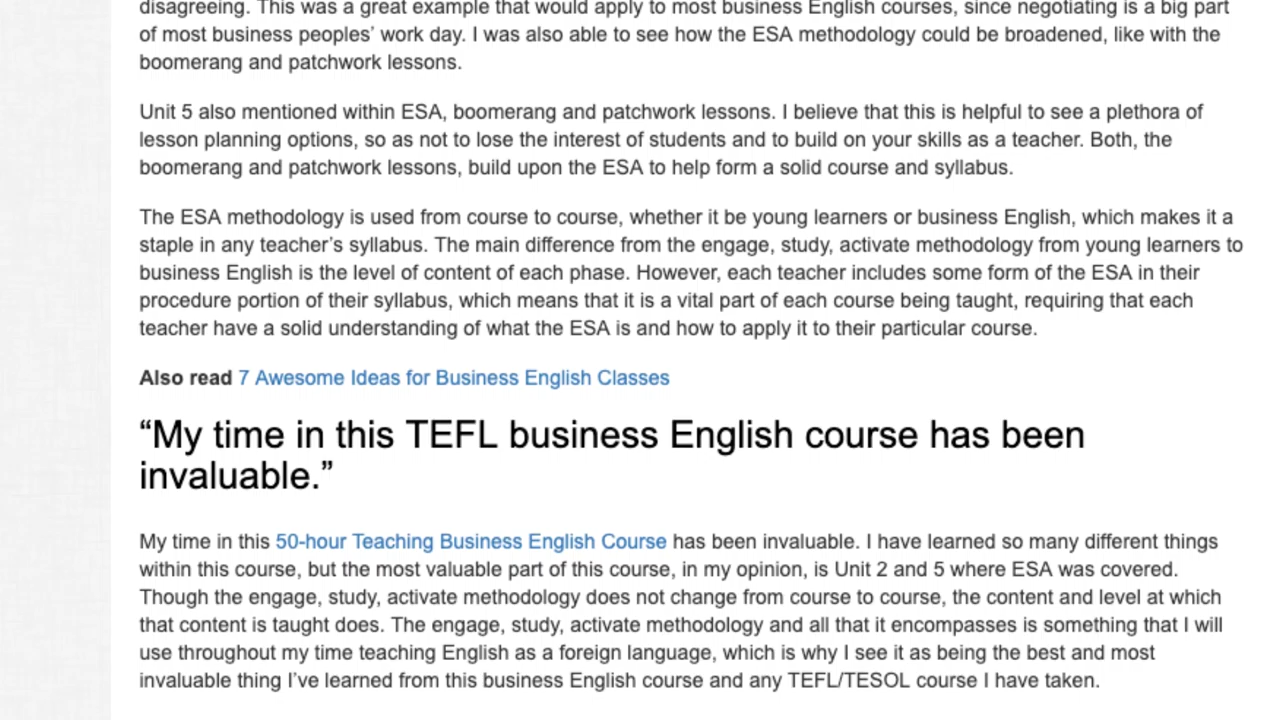 disagreeing. This was a great example that would apply to most business English courses, since negotiating is a big part
of most business peoples’ work day. I was also able to see how the ESA methodology could be broadened, like with the
boomerang and patchwork lessons.
Unit 5 also mentioned within ESA, boomerang and patchwork lessons. I believe that this is helpful to see a plethora of
lesson planning options, so as not to lose the interest of students and to build on your skills as a teacher. Both, the
boomerang and patchwork lessons, build upon the ESA to help form a solid course and syllabus.
The ESA methodology is used from course to course, whether it be young learners or business English, which makes it a
staple in any teacher’s syllabus. The main difference from the engage, study, activate methodology from young learners to
business English is the level of content of each phase. However, each teacher includes some form of the ESA in their
procedure portion of their syllabus, which means that it is a vital part of each course being taught, requiring that each
teacher have a solid understanding of what the ESA is and how to apply it to their particular course.
Also read 7 Awesome Ideas for Business English Classes
“My time in this TEFL business English course has been
invaluable.”
My time in this 50-hour Teaching Business English Course has been invaluable. I have learned so many different things
within this course, but the most valuable part of this course, in my opinion, is Unit 2 and 5 where ESA was covered.
Though the engage, study, activate methodology does not change from course to course, the content and level at which
that content is taught does. The engage, study, activate methodology and all that it encompasses is something that I will
use throughout my time teaching English as a foreign language, which is why I see it as being the best and most
invaluable thing I’ve learned from this business English course and any TEFL/TESOL course I have taken.